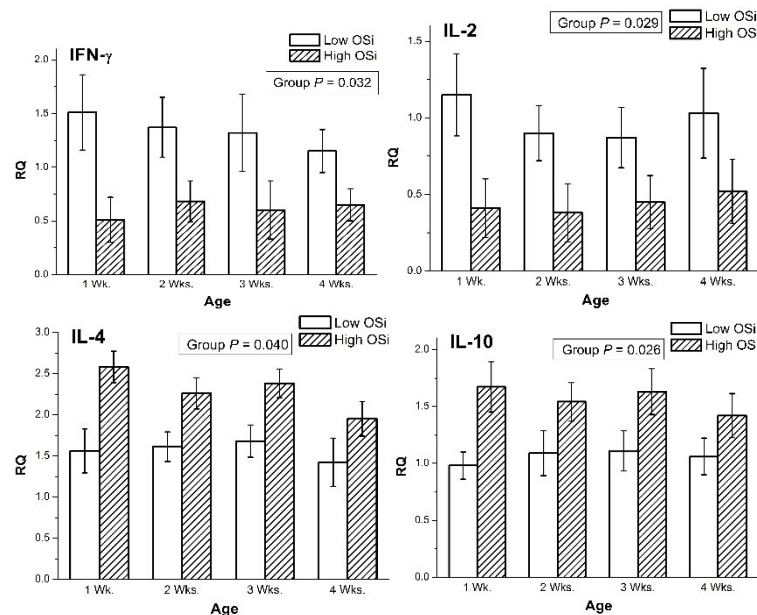 IFN-γ
Low OSi
High OSi
Group P = 0.032
2.0
1.5
1.0
0.5
0.0
RQ
1 Wk. 2 Wks. 3 Wks. 4 Wks.
Age
IL-2
Group P = 0.029
Low OSi
High OSi
1.5
1.0
0.5
0.0
RQ
1 Wk. 2 Wks. 3 Wks. 4 Wks.
Age
IL-4
Group P = 0.040
Low OSi
High OSi
3.0
2.5
2.0
1.5
1.0
0.5
0.0
RQ
1 Wk. 2 Wks. 3 Wks. 4 Wks.
Age
IL-10
Group P = 0.026
Low OSi
High OSi
2.0
1.5
1.0
0.5
0.0
RQ
1 Wk. 2 Wks. 3 Wks. 4 Wks.
Age